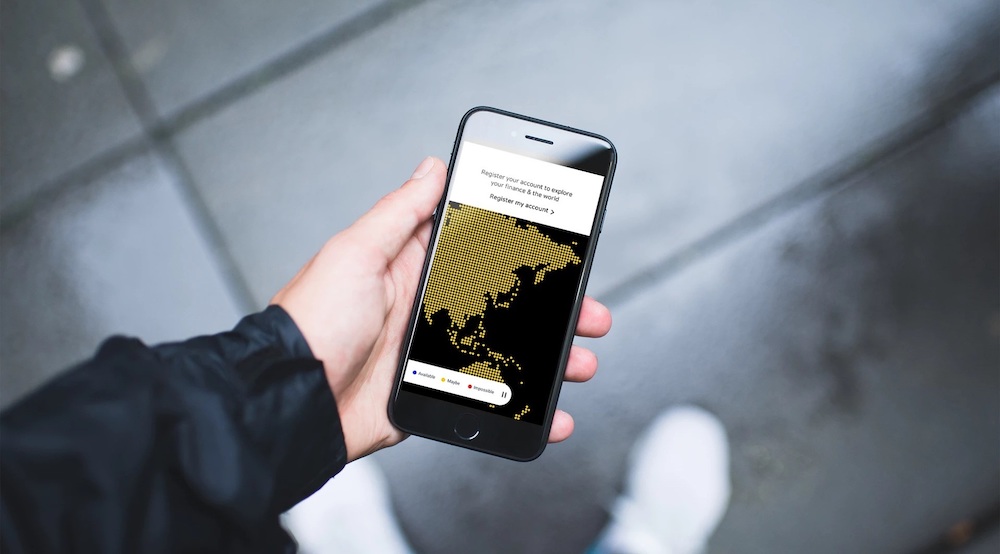 Register your account to explore
your finance & the world
Register my account >
Available Maybe Impossible